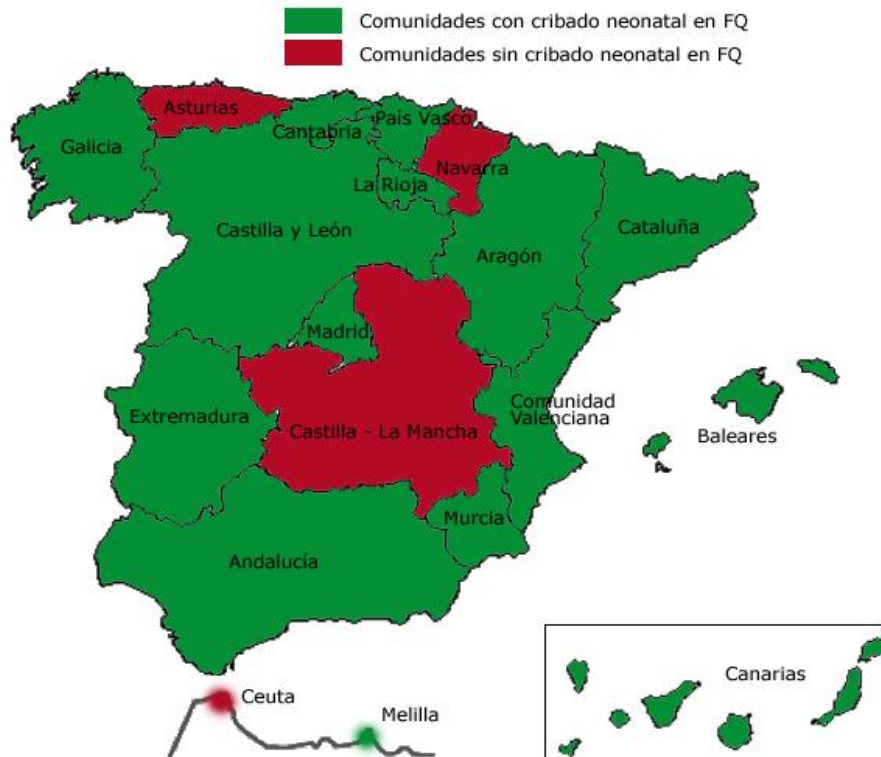 Comunidades con cribado neonatal en FQ
Comunidades sin cribado neonatal en FQ
Asturias
País Vasco
Cantabria
Galicia
Navarra
La Rioja
Cataluña
Castilla y León
Aragón
Madrid
Comunidad
Valenciana
Extremadura
Castilla - La Mancha
Baleares
Murcia
Andalucía
Canarias
Ceuta
Melilla